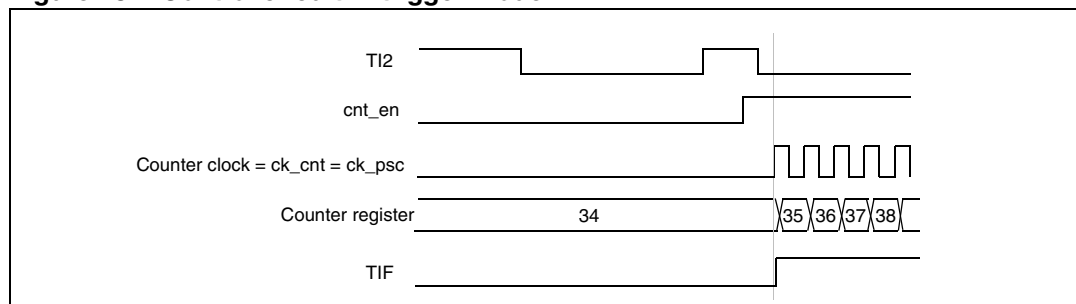 TI2
cnt_en
Counter clock = ck_cnt = ck_psc
Counter register 34 35 36 37 38
TIF